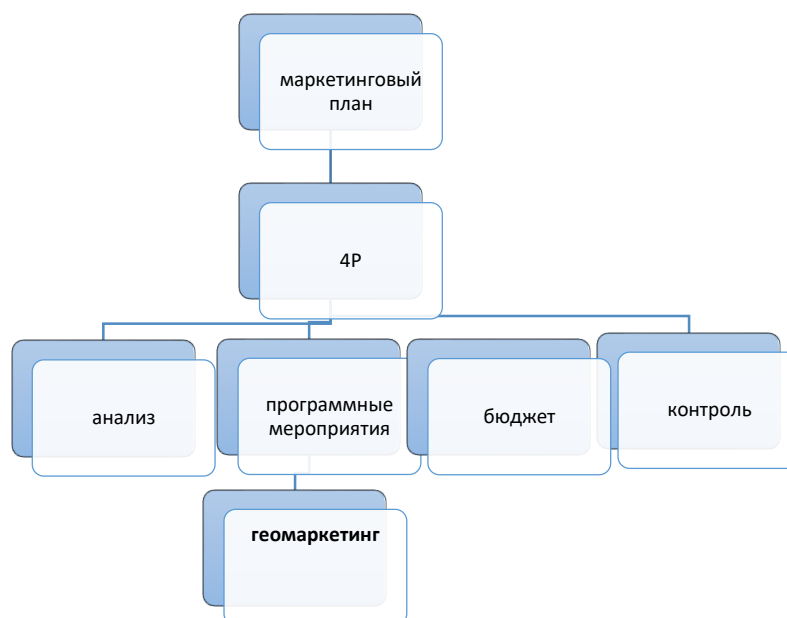 маркетинговый
план
4P
анализ
программные
мероприятия
бюджет
контроль
геомаркетинг